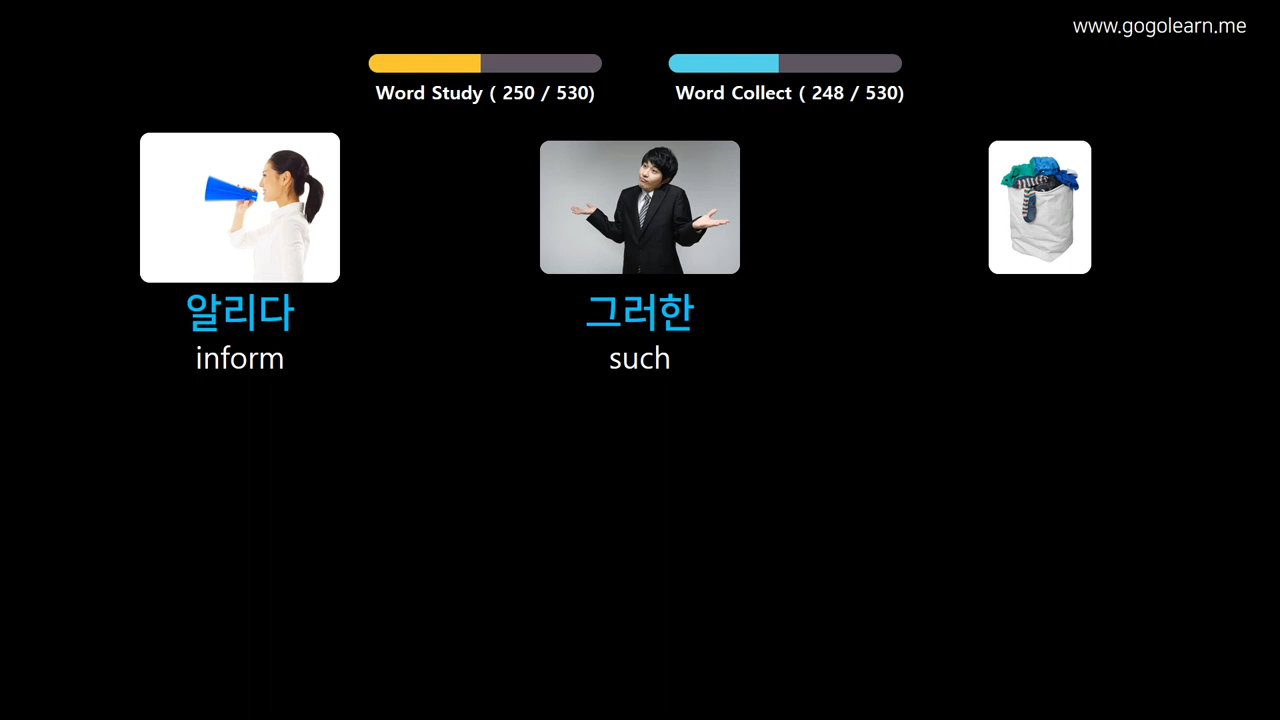 www.gogolearn.me
Word Study ( 250 / 530)
Word Collect ( 248 / 530)
알리다
inform
그러한
such